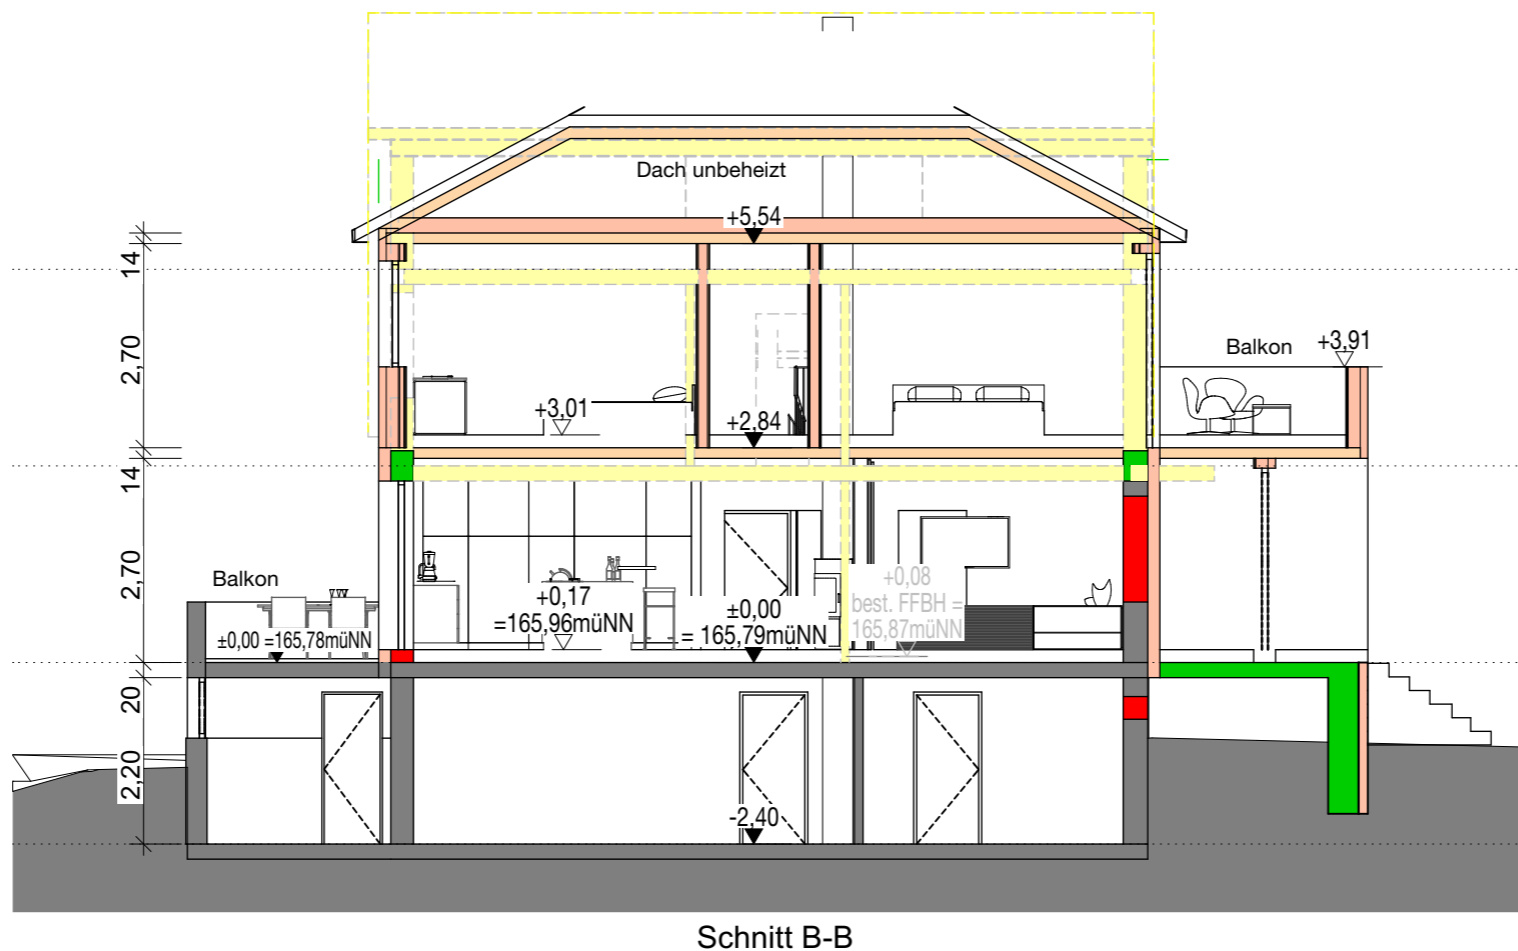 Dach unbeheizt
+5,54
14
2,70
Balkon
+3,91
+3,01
+2,84
14
2,70
Balkon
+0,17
=165,96müNN
±0,00
= 165,79müNN
+0,08
best. FFBH =
165,87müNN
±0,00 =165,78müNN
20
2,20
-2,40
Schnitt B-B